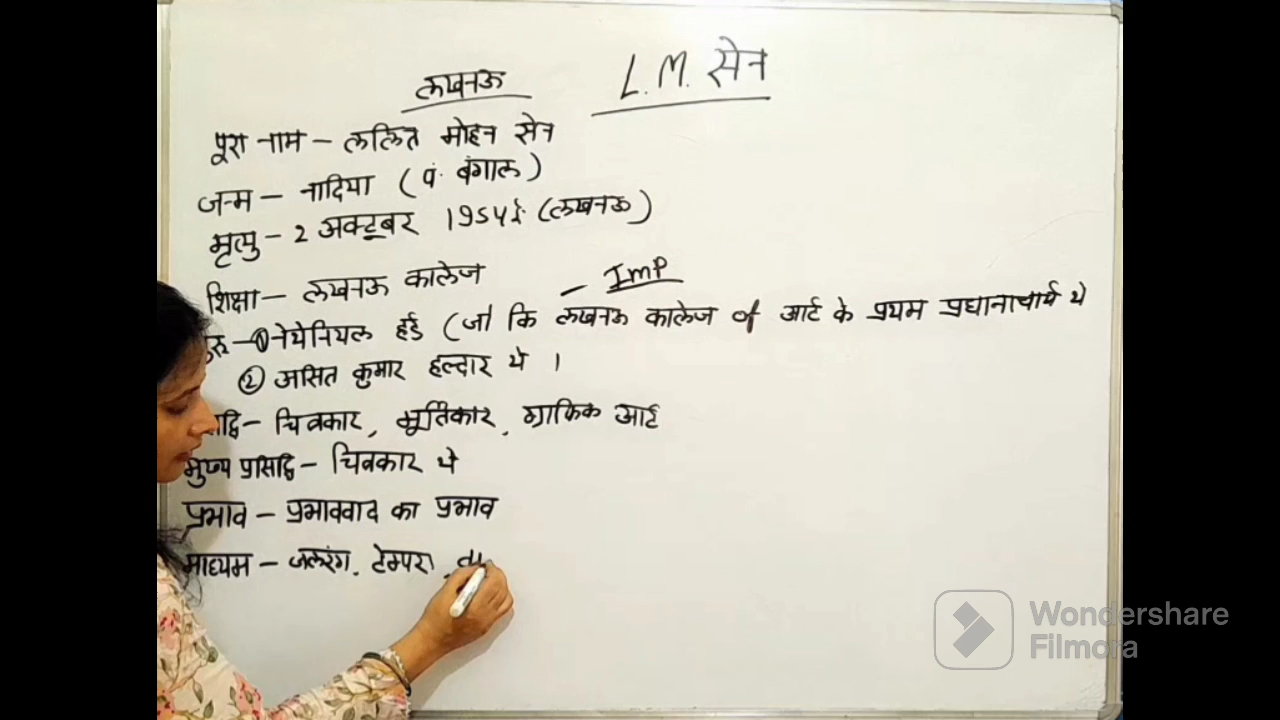 L.M. सेन
लखनऊ
पूरा नाम - ललित मोहन सेन
जन्म - नादिया (पं. बंगाल)
मृत्यु - 2 अक्टूबर 1954ई. (लखनऊ)
शिक्षा - लखनऊ कालेज
- IMP
① नेथेनियल हर्ड (जो कि लखनऊ कालेज of आर्ट के प्रथम प्रधानाचार्य थे
② असित कुमार हल्दार थे ।
- चित्रकार, मूर्तिकार, ग्राफिक आर्ट
मुख्य प्रसिद्धि - चित्रकार थे
प्रभाव - प्रभाववाद का प्रभाव
माध्यम - जलरंग, टेम्परा,
Wondershare
Filmora